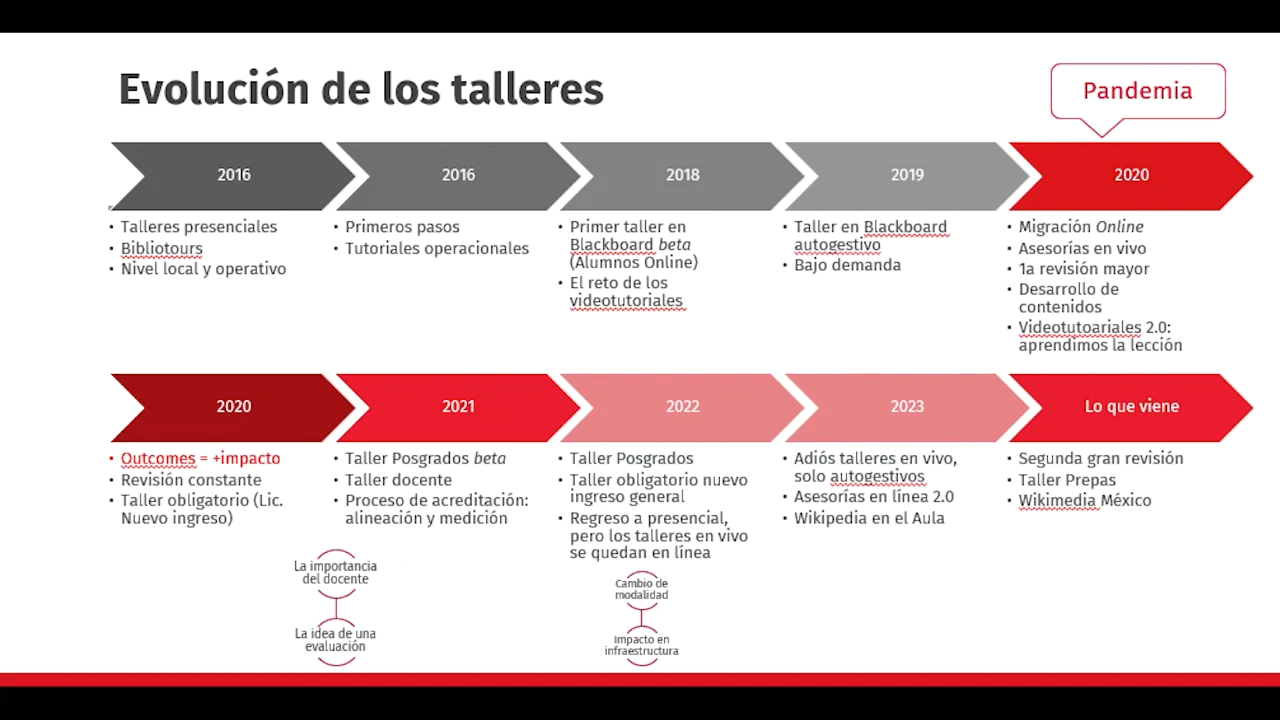 Evolución de los talleres
Pandemia
2016
• Talleres presenciales
• Bibliotours
• Nivel local y operativo
2016
• Primeros pasos
• Tutoriales operacionales
2018
• Primer taller en
Blackboard beta
(Alumnos Online)
• El reto de los
videotutoriales
2019
• Taller en Blackboard
autogestivo
• Bajo demanda
2020
• Migración Online
• Asesorías en vivo
• 1a revisión mayor
• Desarrollo de
contenidos
• Videotutoariales 2.0:
aprendimos la lección
2020
• Outcomes = +impacto
• Revisión constante
• Taller obligatorio (Lic.
Nuevo ingreso)
2021
• Taller Posgrados beta
• Taller docente
• Proceso de acreditación:
alineación y medición
2022
• Taller Posgrados
• Taller obligatorio nuevo
ingreso general
• Regreso a presencial,
pero los talleres en vivo
se quedan en línea
2023
• Adiós talleres en vivo,
solo autogestivos
• Asesorías en línea 2.0
• Wikipedia en el Aula
Lo que viene
• Segunda gran revisión
• Taller Prepas
• Wikimedia México
La importancia
del docente
La idea de una
evaluación
Cambio de
modalidad
Impacto en
infraestructura